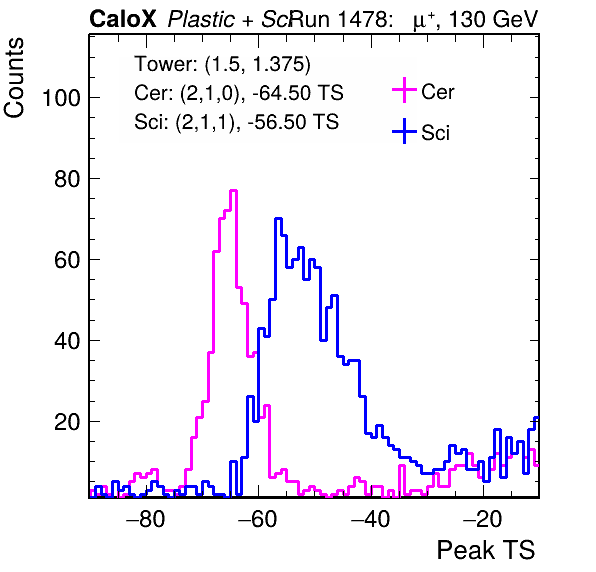 CaloX Plastic + Sci Run 1478: μ⁺, 130 GeV
Counts
Tower: (1.5, 1.375)
Cer: (2,1,0), -64.50 TS
Sci: (2,1,1), -56.50 TS
Cer
Sci
100
80
60
40
20
−80 −60 −40 −20
Peak TS